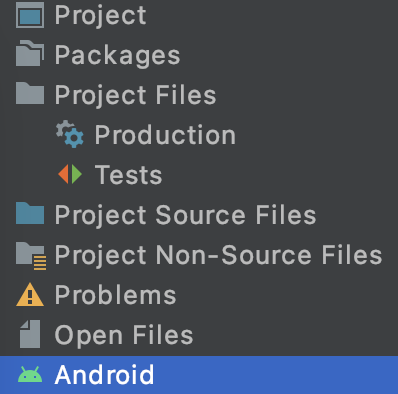 Project
Packages
Project Files
Production
Tests
Project Source Files
Project Non-Source Files
Problems
Open Files
Android